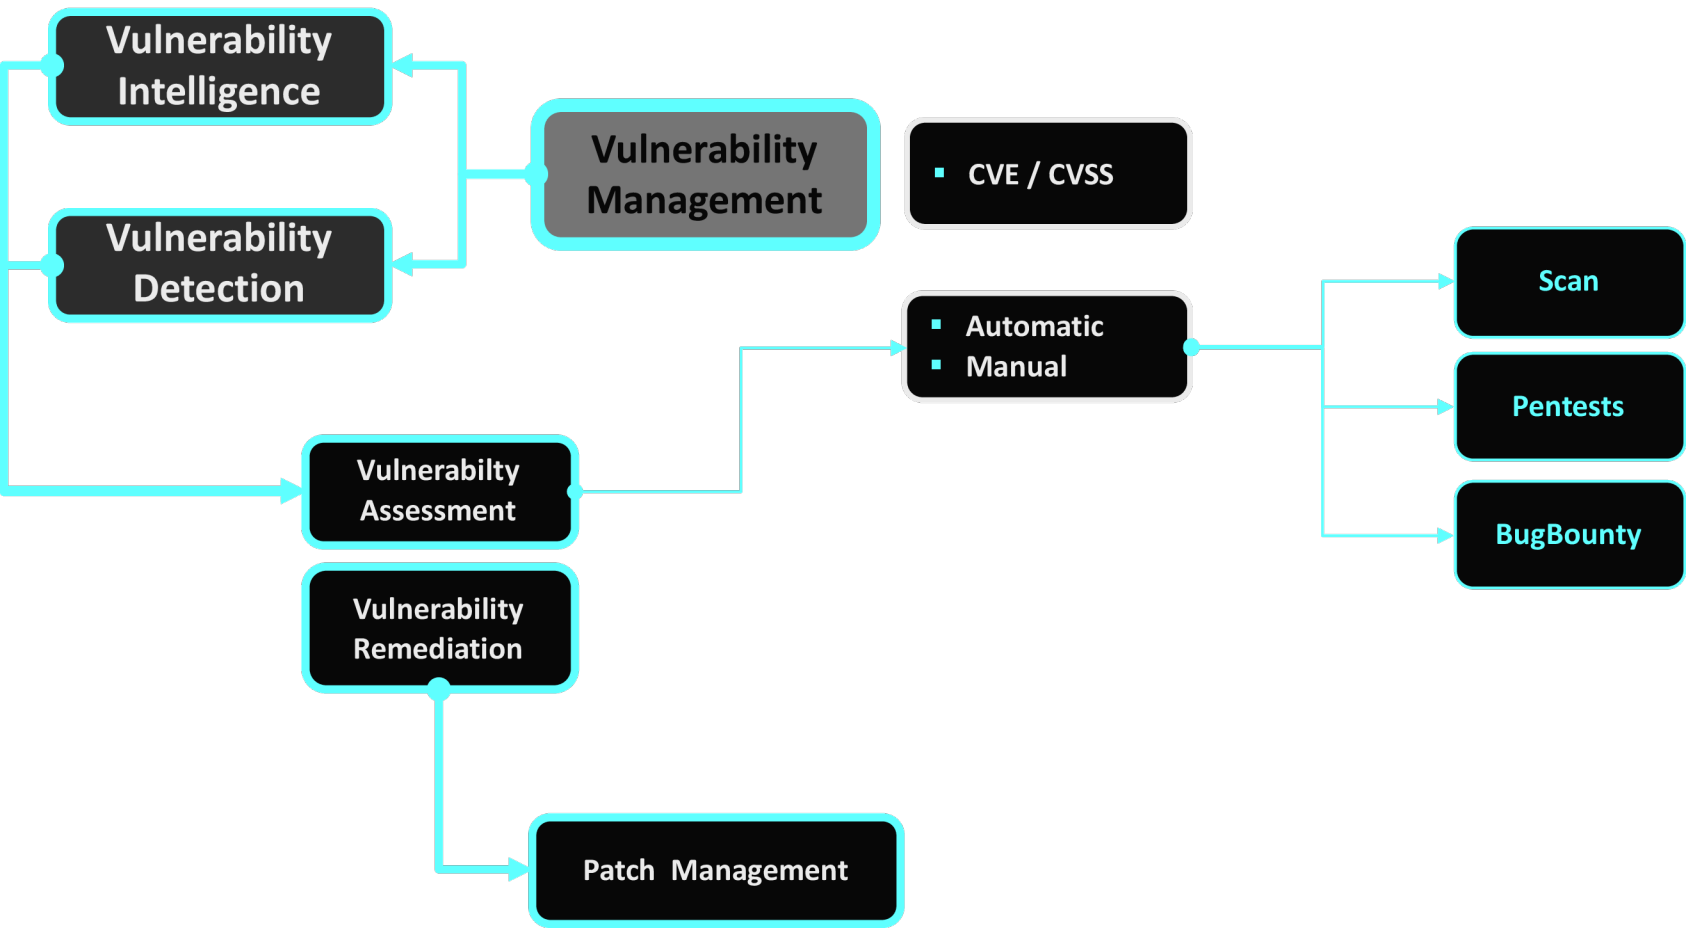 Vulnerability
Intelligence
Vulnerability
Management
CVE / CVSS
Vulnerability
Detection
Automatic
Manual
Scan
Pentests
BugBounty
Vulnerabilty
Assessment
Vulnerability
Remediation
Patch  Management